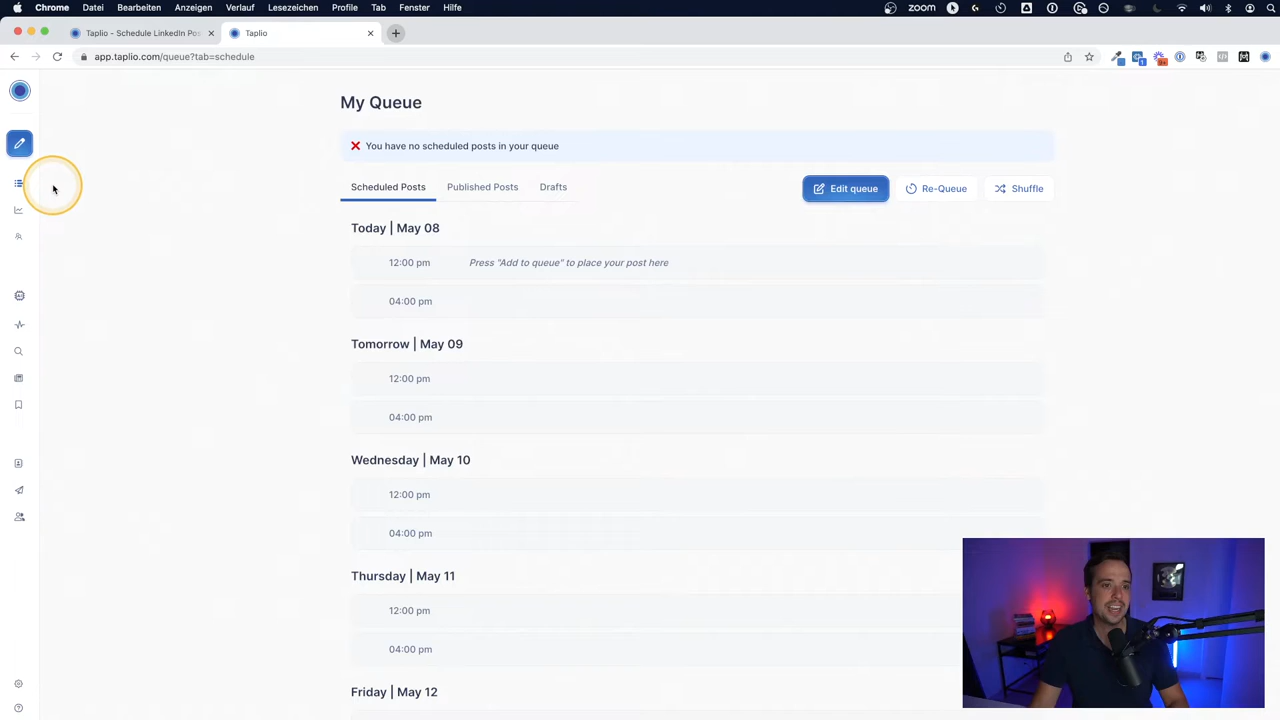 Chrome Datei Bearbeiten Anzeigen Verlauf Lesezeichen Profile Tab Fenster Hilfe zoom
Taplio - Schedule LinkedIn Pos Taplio
app.taplio.com/queue?tab=schedule
My Queue
You have no scheduled posts in your queue
Scheduled Posts Published Posts Drafts Edit queue Re-Queue Shuffle
Today | May 08
12:00 pm Press "Add to queue" to place your post here
04:00 pm
Tomorrow | May 09
12:00 pm
04:00 pm
Wednesday | May 10
12:00 pm
04:00 pm
Thursday | May 11
12:00 pm
04:00 pm
Friday | May 12